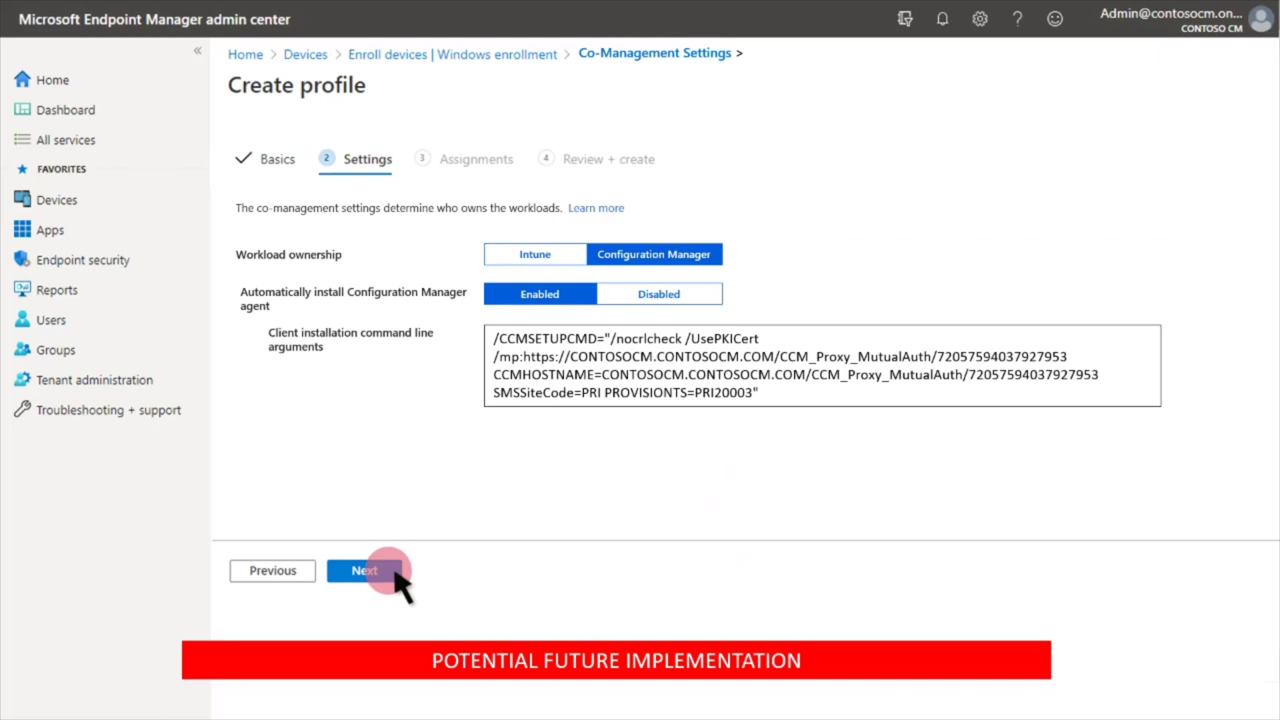 Microsoft Endpoint Manager admin center
Admin@contosocm.on...
CONTOSO CM
«
Home
Dashboard
All services
FAVORITES
Devices
Apps
Endpoint security
Reports
Users
Groups
Tenant administration
Troubleshooting + support
Home > Devices > Enroll devices | Windows enrollment > Co-Management Settings >
Create profile
Basics 2 Settings 3 Assignments 4 Review + create
The co-management settings determine who owns the workloads. Learn more
Workload ownership Intune Configuration Manager
Automatically install Configuration Manager
agent
Enabled Disabled
Client installation command line
arguments
/CCMSETUPCMD="/nocrlcheck /UsePKICert
/mp:https://CONTOSOCM.CONTOSOCM.COM/CCM_Proxy_MutualAuth/72057594037927953
CCMHOSTNAME=CONTOSOCM.CONTOSOCM.COM/CCM_Proxy_MutualAuth/72057594037927953
SMSSiteCode=PRI PROVISIONTS=PRI20003"
Previous Next
POTENTIAL FUTURE IMPLEMENTATION